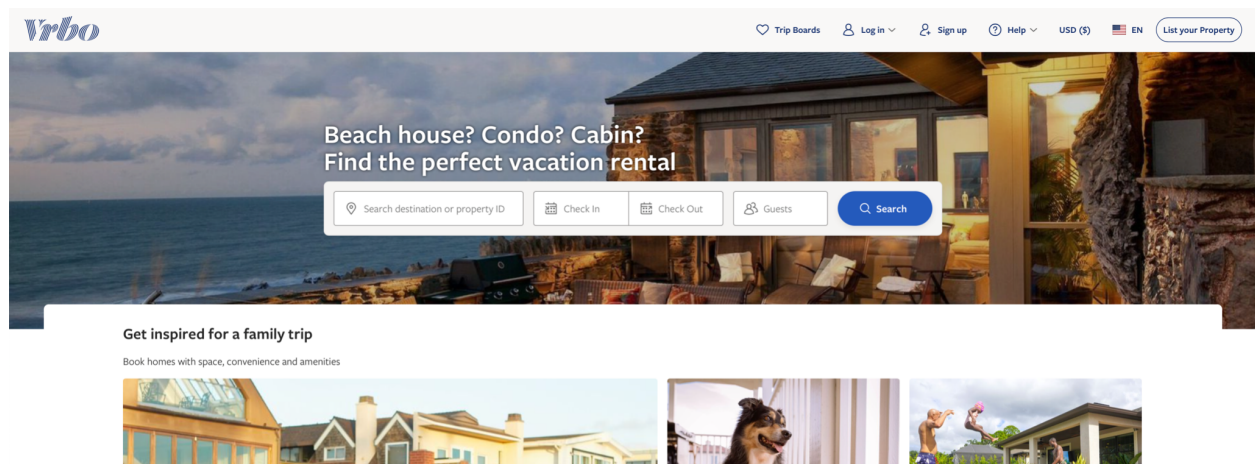 Vrbo
Trip Boards
Log in
Sign up
Help
USD ($)
EN
List your Property
Beach house? Condo? Cabin?
Find the perfect vacation rental
Search destination or property ID
Check In
Check Out
Guests
Search
Get inspired for a family trip
Book homes with space, convenience and amenities